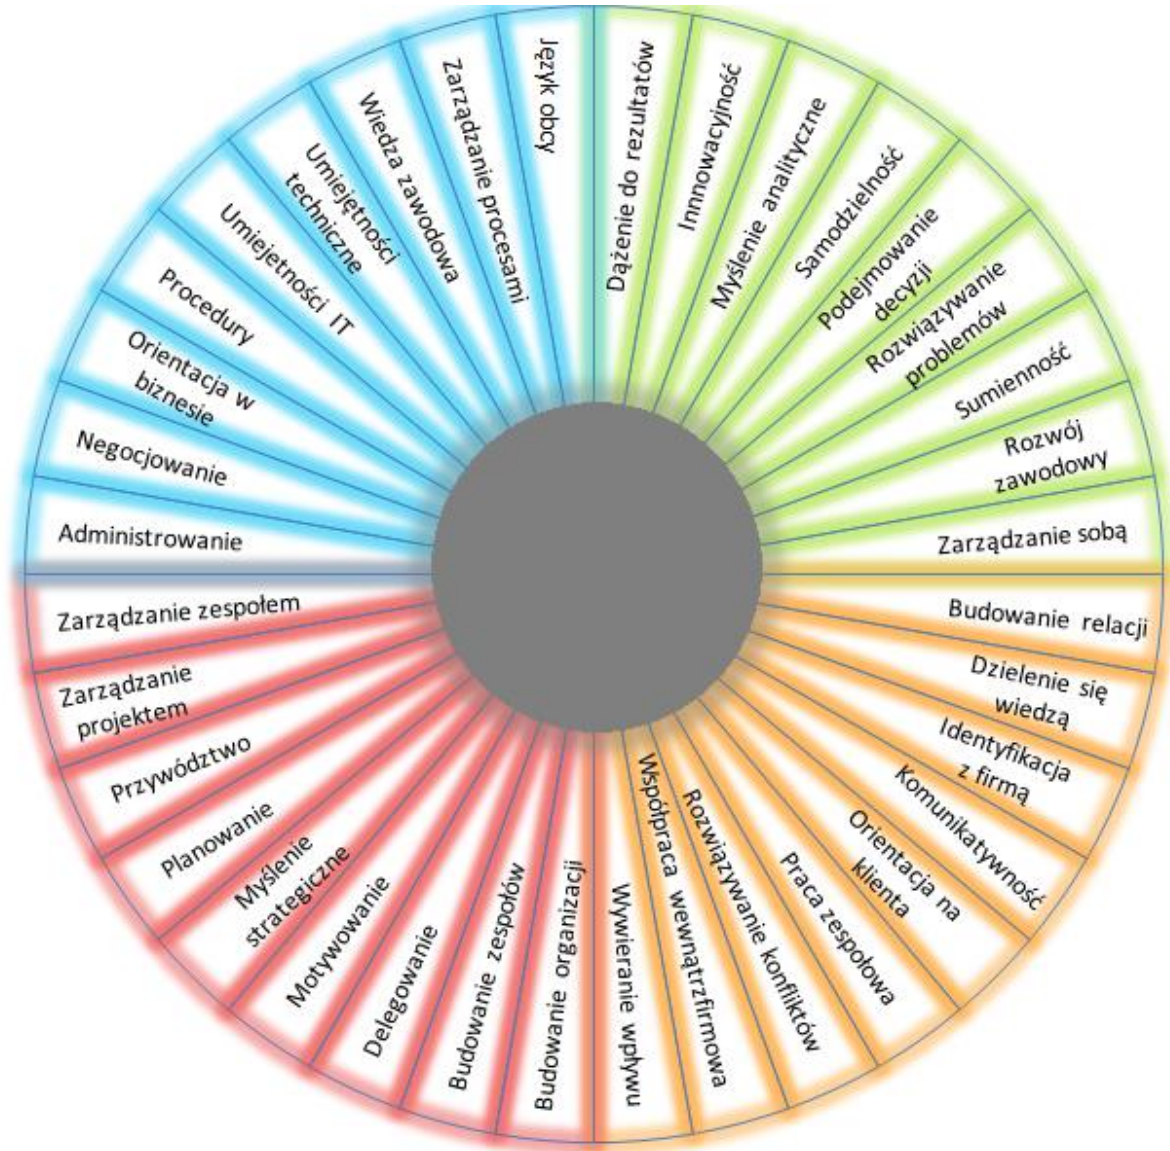 Dążenie do rezultatów
Innnowacyjność
Myślenie analityczne
Samodzielność
Podejmowanie
decyzji
Rozwiązywanie
problemów
Sumienność
Rozwój
zawodowy
Zarządzanie sobą
Budowanie relacji
Dzielenie się
wiedzą
Identyfikacja
z firmą
Komunikatywność
Orientacja na
klienta
Praca zespołowa
Rozwiązywanie konfliktów
Współpraca wewnątrzfirmowa
Wywieranie wpływu
Budowanie organizacji
Budowanie zespołów
Delegowanie
Motywowanie
Myślenie
strategiczne
Planowanie
Przywództwo
Zarządzanie
projektem
Zarządzanie zespołem
Administrowanie
Negocjowanie
Orientacja w
biznesie
Procedury
Umiejetności IT
Umiejętności
techniczne
Wiedza zawodowa
Zarządzanie procesami
Język obcy